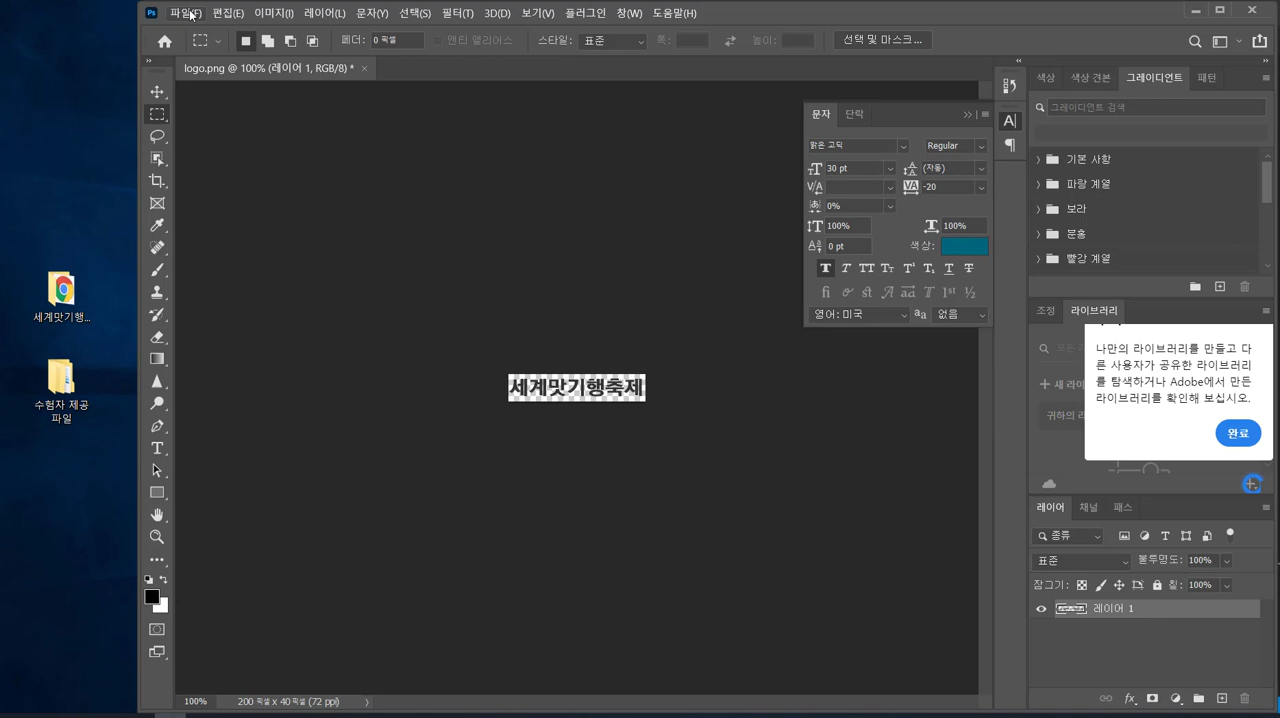 파일(F) 편집(E) 이미지(I) 레이어(L) 문자(Y) 선택(S) 필터(T) 3D(D) 보기(V) 플러그인 창(W) 도움말(H)
페더: 0 픽셀 앤티 앨리어스 스타일: 표준 폭: 높이: 선택 및 마스크...
logo.png @ 100% (레이어 1, RGB/8) *
색상 색상 견본 그레이디언트 패턴
그레이디언트 검색
기본 사항
파랑 계열
보라
분홍
빨강 계열
문자 단락
맑은 고딕 Regular
30 pt (자동)
-20
0%
100% 100%
0 pt 색상:
영어: 미국 없음
세계맛기행축제
세계맛기행...
수험자 제공
파일
조정 라이브러리
나만의 라이브러리를 만들고 다
른 사용자가 공유한 라이브러리
를 탐색하거나 Adobe에서 만든
라이브러리를 확인해 보십시오.
완료
새 라이
귀하의 라
레이어 채널 패스
종류
표준 불투명도: 100%
잠그기: 칠: 100%
레이어 1
100% 200 픽셀 x 40 픽셀 (72 ppi)